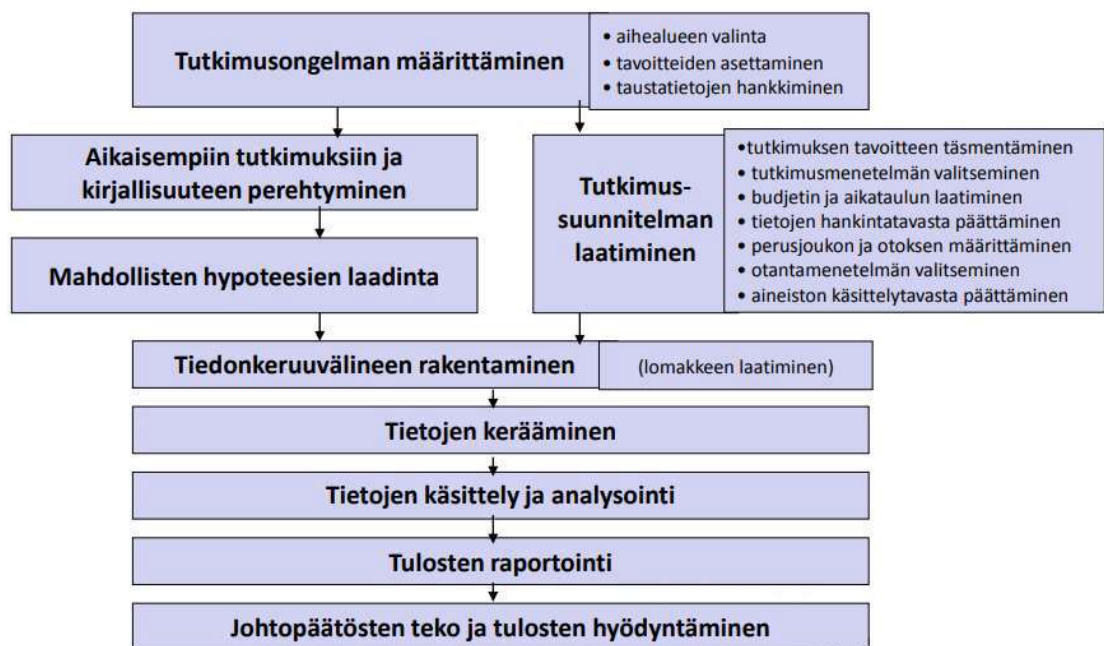 Tutkimusongelman määrittäminen
• aihealueen valinta
• tavoitteiden asettaminen
• taustatietojen hankkiminen
Aikaisempiin tutkimuksiin ja
kirjallisuuteen perehtyminen
Mahdollisten hypoteesien laadinta
Tutkimus-
suunnitelman
laatiminen
•tutkimuksen tavoitteen täsmentäminen
• tutkimusmenetelmän valitseminen
• budjetin ja aikataulun laatiminen
• tietojen hankintatavasta päättäminen
• perusjoukon ja otoksen määrittäminen
• otantamenetelmän valitseminen
• aineiston käsittelytavasta päättäminen
Tiedonkeruuvälineen rakentaminen
(lomakkeen laatiminen)
Tietojen kerääminen
Tietojen käsittely ja analysointi
Tulosten raportointi
Johtopäätösten teko ja tulosten hyödyntäminen